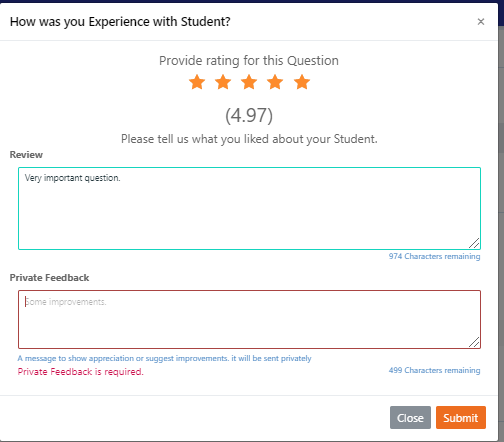 How was you Experience with Student?
×
Provide rating for this Question
(4.97)
Please tell us what you liked about your Student.
Review
Very important question.
974 Characters remaining
Private Feedback
Some improvements.
A message to show appreciation or suggest improvements. it will be sent privately
Private Feedback is required.
499 Characters remaining
Close Submit